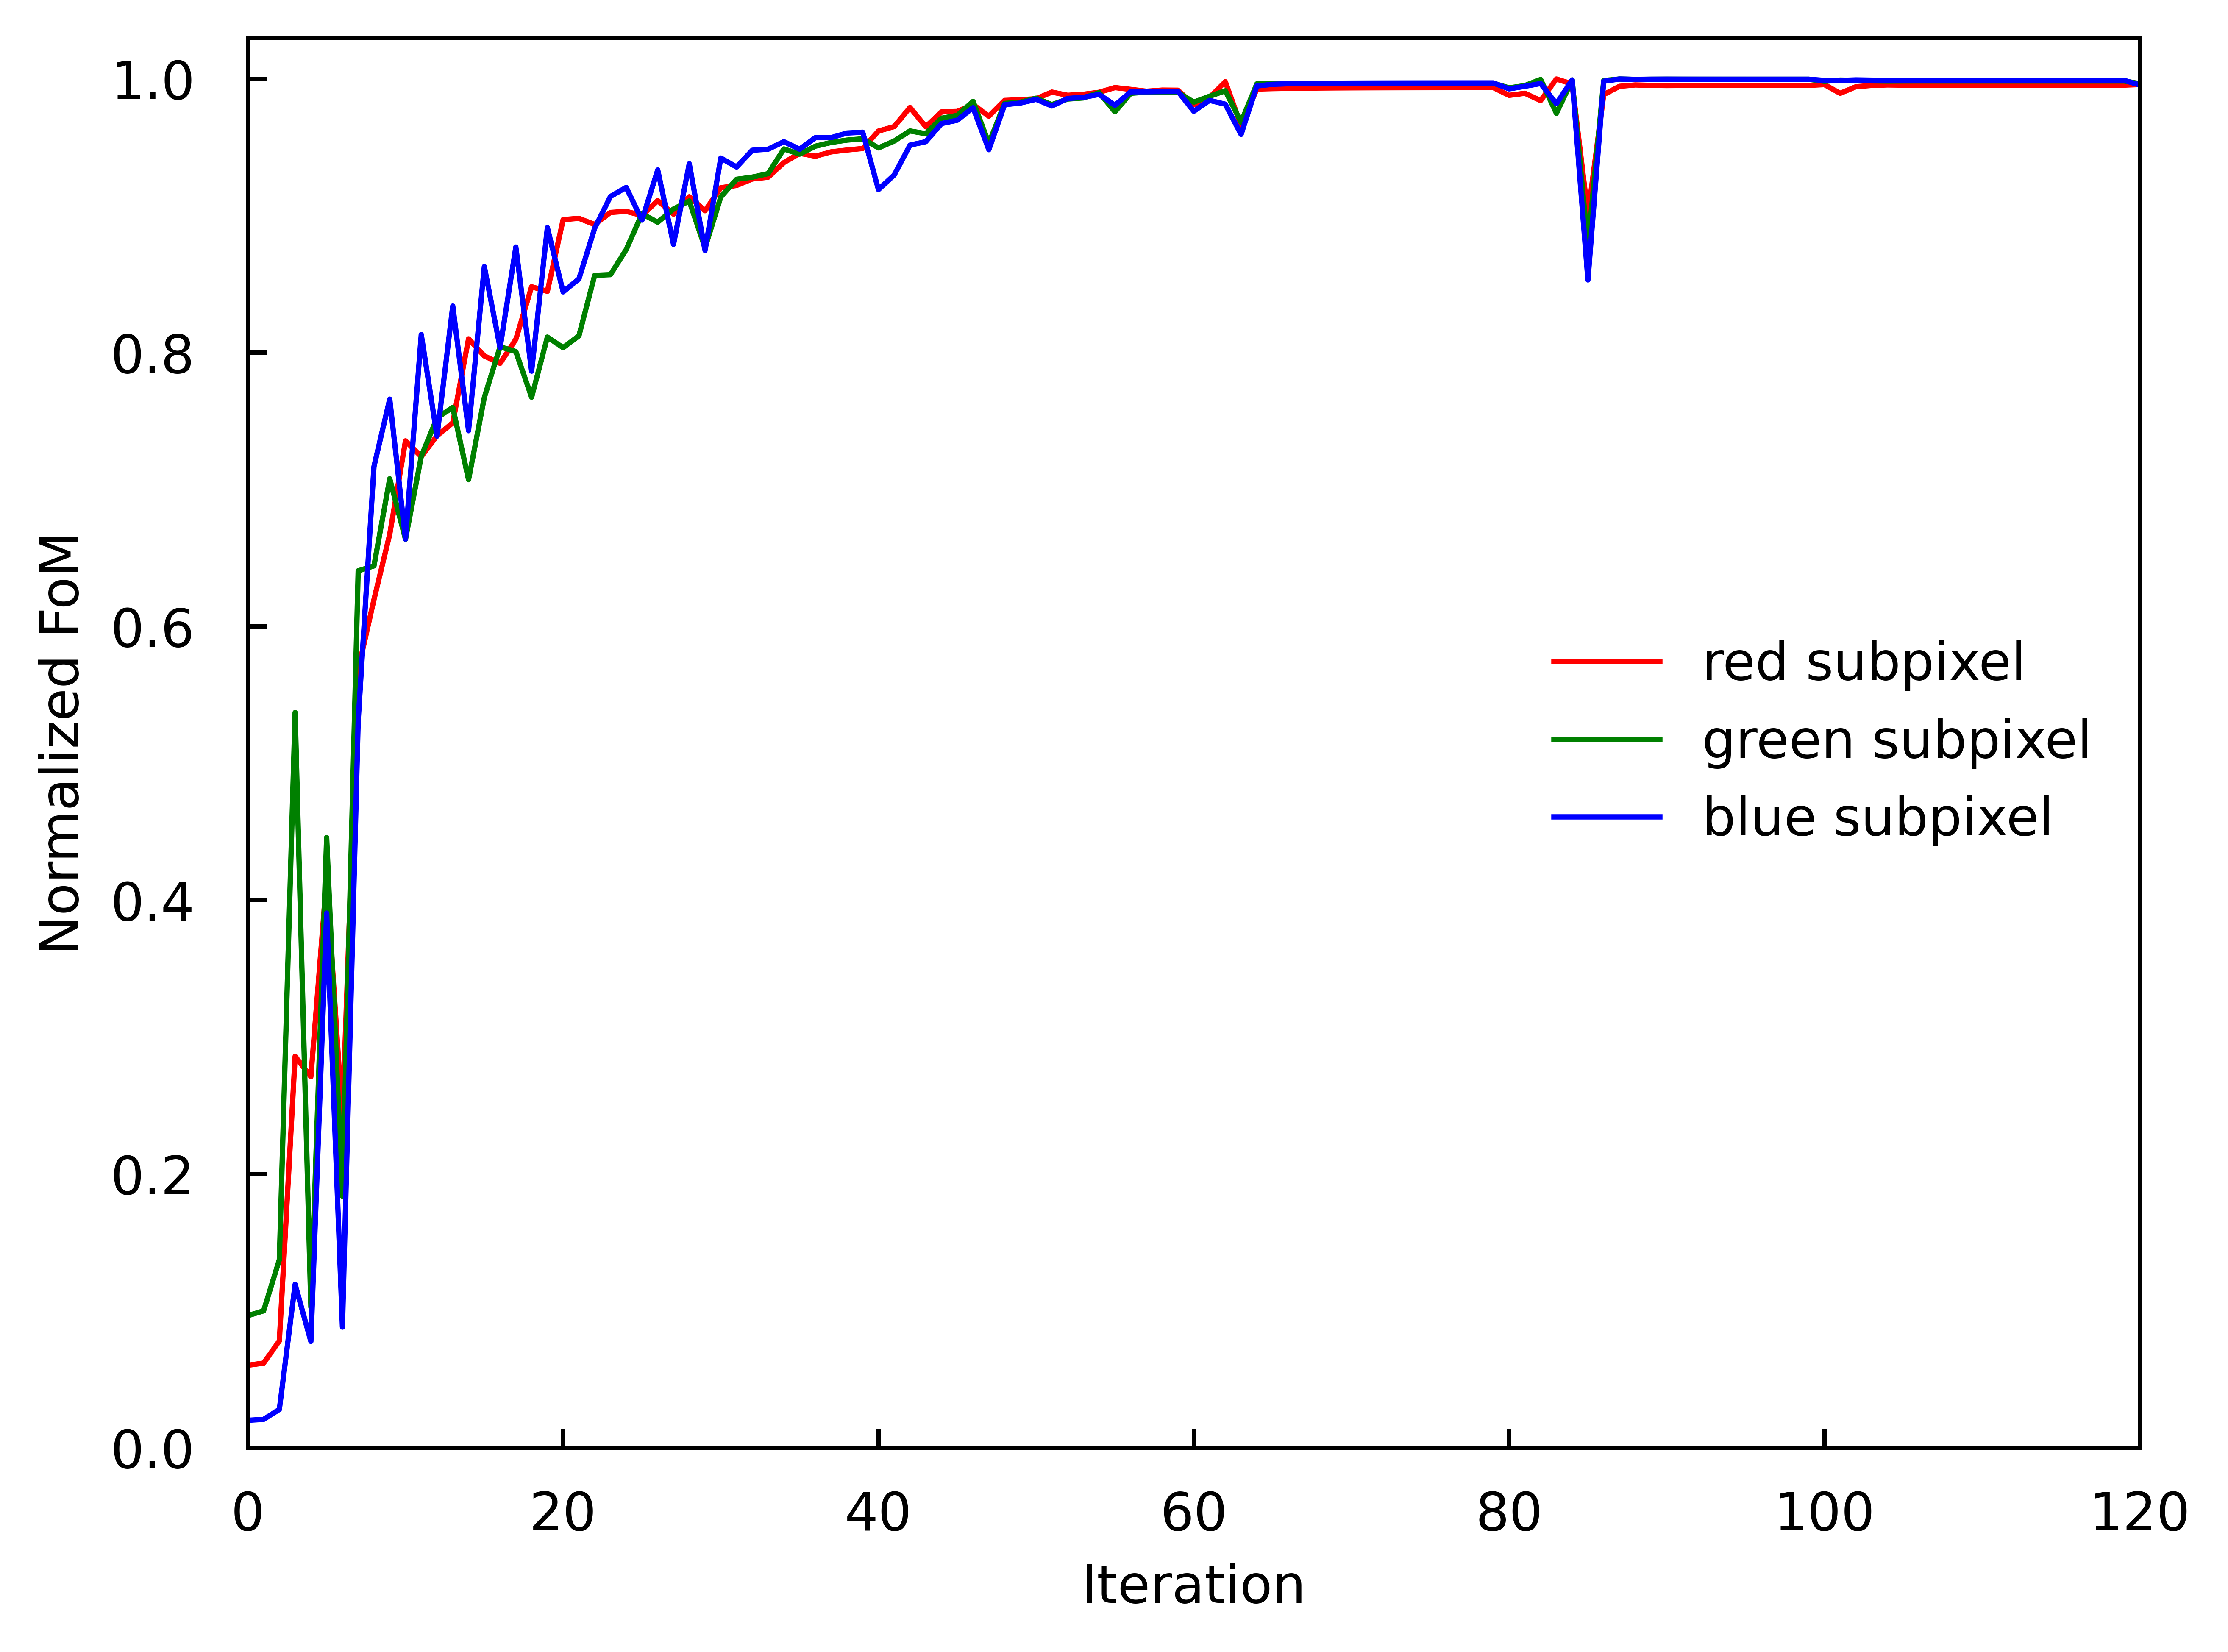 1.0
0.8
0.6
0.4
0.2
0.0
Normalized FoM
red subpixel
green subpixel
blue subpixel
0 20 40 60 80 100 120
Iteration